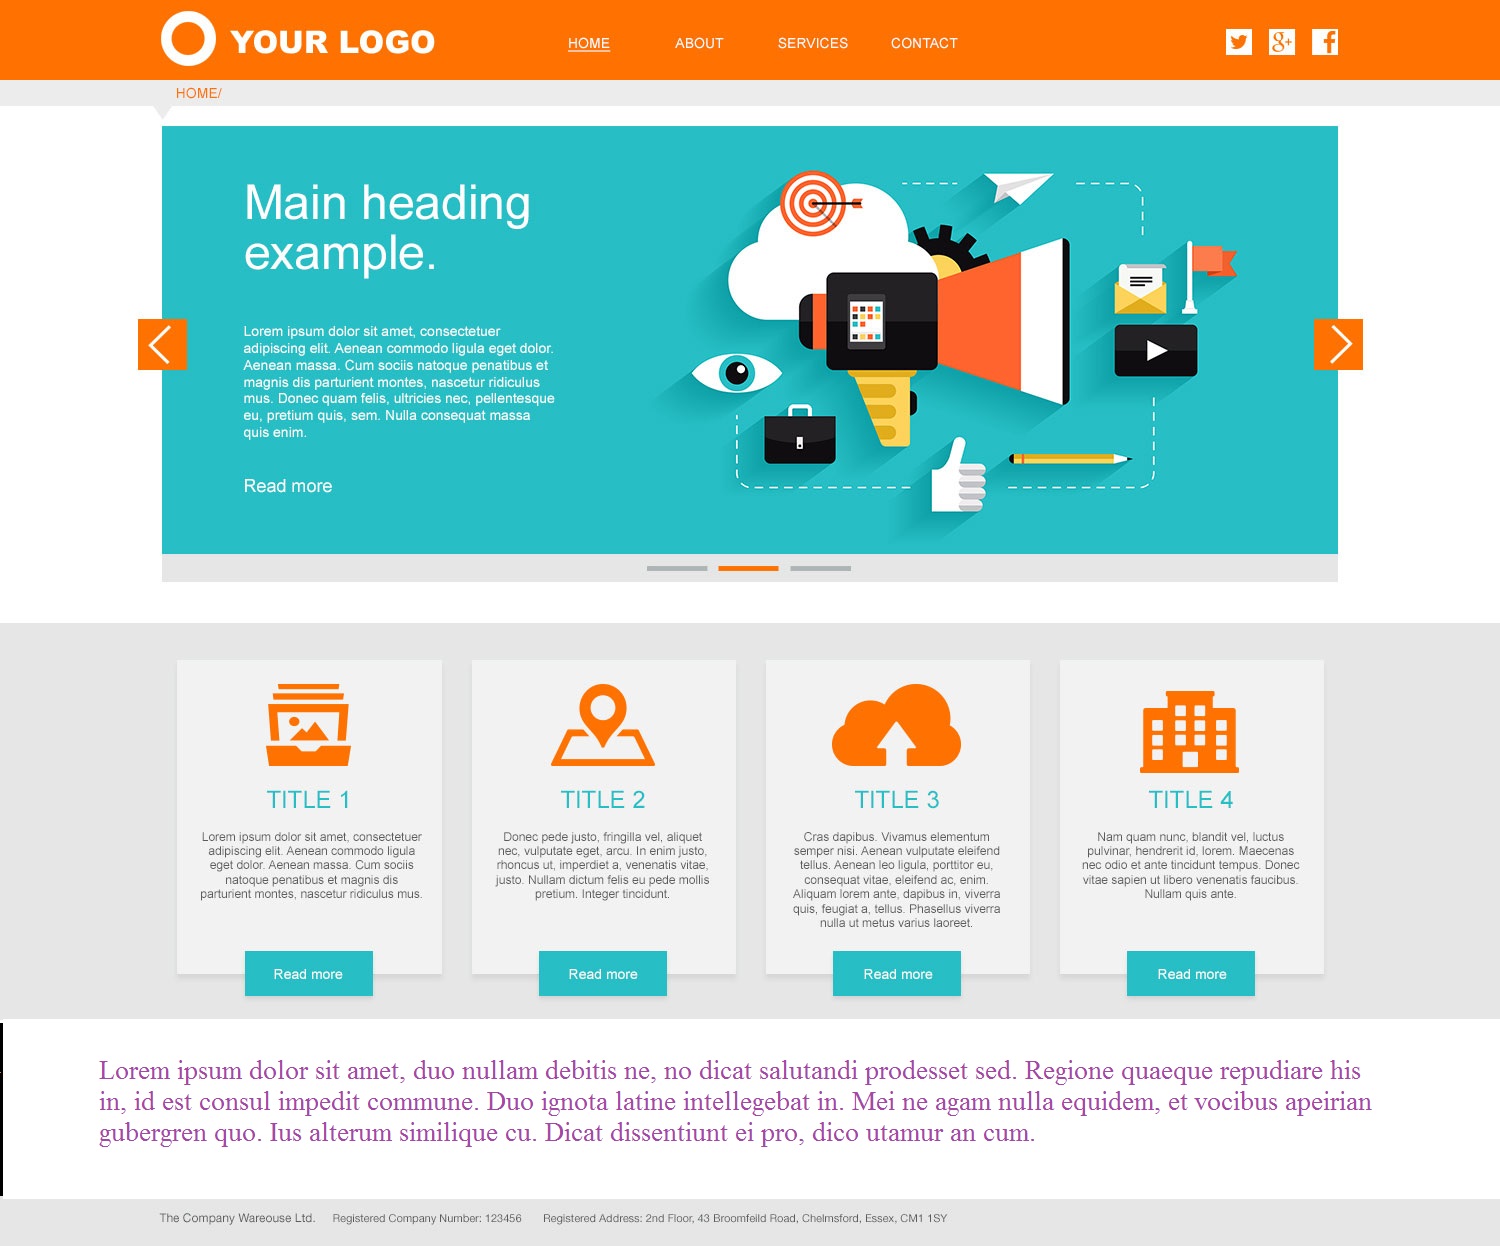 YOUR LOGO
HOME
ABOUT
SERVICES
CONTACT
HOME/
Main heading
example.
Lorem ipsum dolor sit amet, consectetuer
adipiscing elit. Aenean commodo ligula eget dolor.
Aenean massa. Cum sociis natoque penatibus et
magnis dis parturient montes, nascetur ridiculus
mus. Donec quam felis, ultricies nec, pellentesque
eu, pretium quis, sem. Nulla consequat massa
quis enim.
Read more
TITLE 1
Lorem ipsum dolor sit amet, consectetuer
adipiscing elit. Aenean commodo ligula
eget dolor. Aenean massa. Cum sociis
natoque penatibus et magnis dis
parturient montes, nascetur ridiculus mus.
Read more
TITLE 2
Donec pede justo, fringilla vel, aliquet
nec, vulputate eget, arcu. In enim justo,
rhoncus ut, imperdiet a, venenatis vitae,
justo. Nullam dictum felis eu pede mollis
pretium. Integer tincidunt.
Read more
TITLE 3
Cras dapibus. Vivamus elementum
semper nisi. Aenean vulputate eleifend
tellus. Aenean leo ligula, porttitor eu,
consequat vitae, eleifend ac, enim.
Aliquam lorem ante, dapibus in, viverra
quis, feugiat a, tellus. Phasellus viverra
nulla ut metus varius laoreet.
Read more
TITLE 4
Nam quam nunc, blandit vel, luctus
pulvinar, hendrerit id, lorem. Maecenas
nec odio et ante tincidunt tempus. Donec
vitae sapien ut libero venenatis faucibus.
Nullam quis ante.
Read more
Lorem ipsum dolor sit amet, duo nullam debitis ne, no dicat salutandi prodesset sed. Regione quaeque repudiare his
in, id est consul impedit commune. Duo ignota latine intellegebat in. Mei ne agam nulla equidem, et vocibus apeirian
gubergren quo. Ius alterum similique cu. Dicat dissentiunt ei pro, dico utamur an cum.
The Company Wareouse Ltd. Registered Company Number: 123456 Registered Address: 2nd Floor, 43 Broomfeild Road, Chelmsford, Essex, CM1 1SY